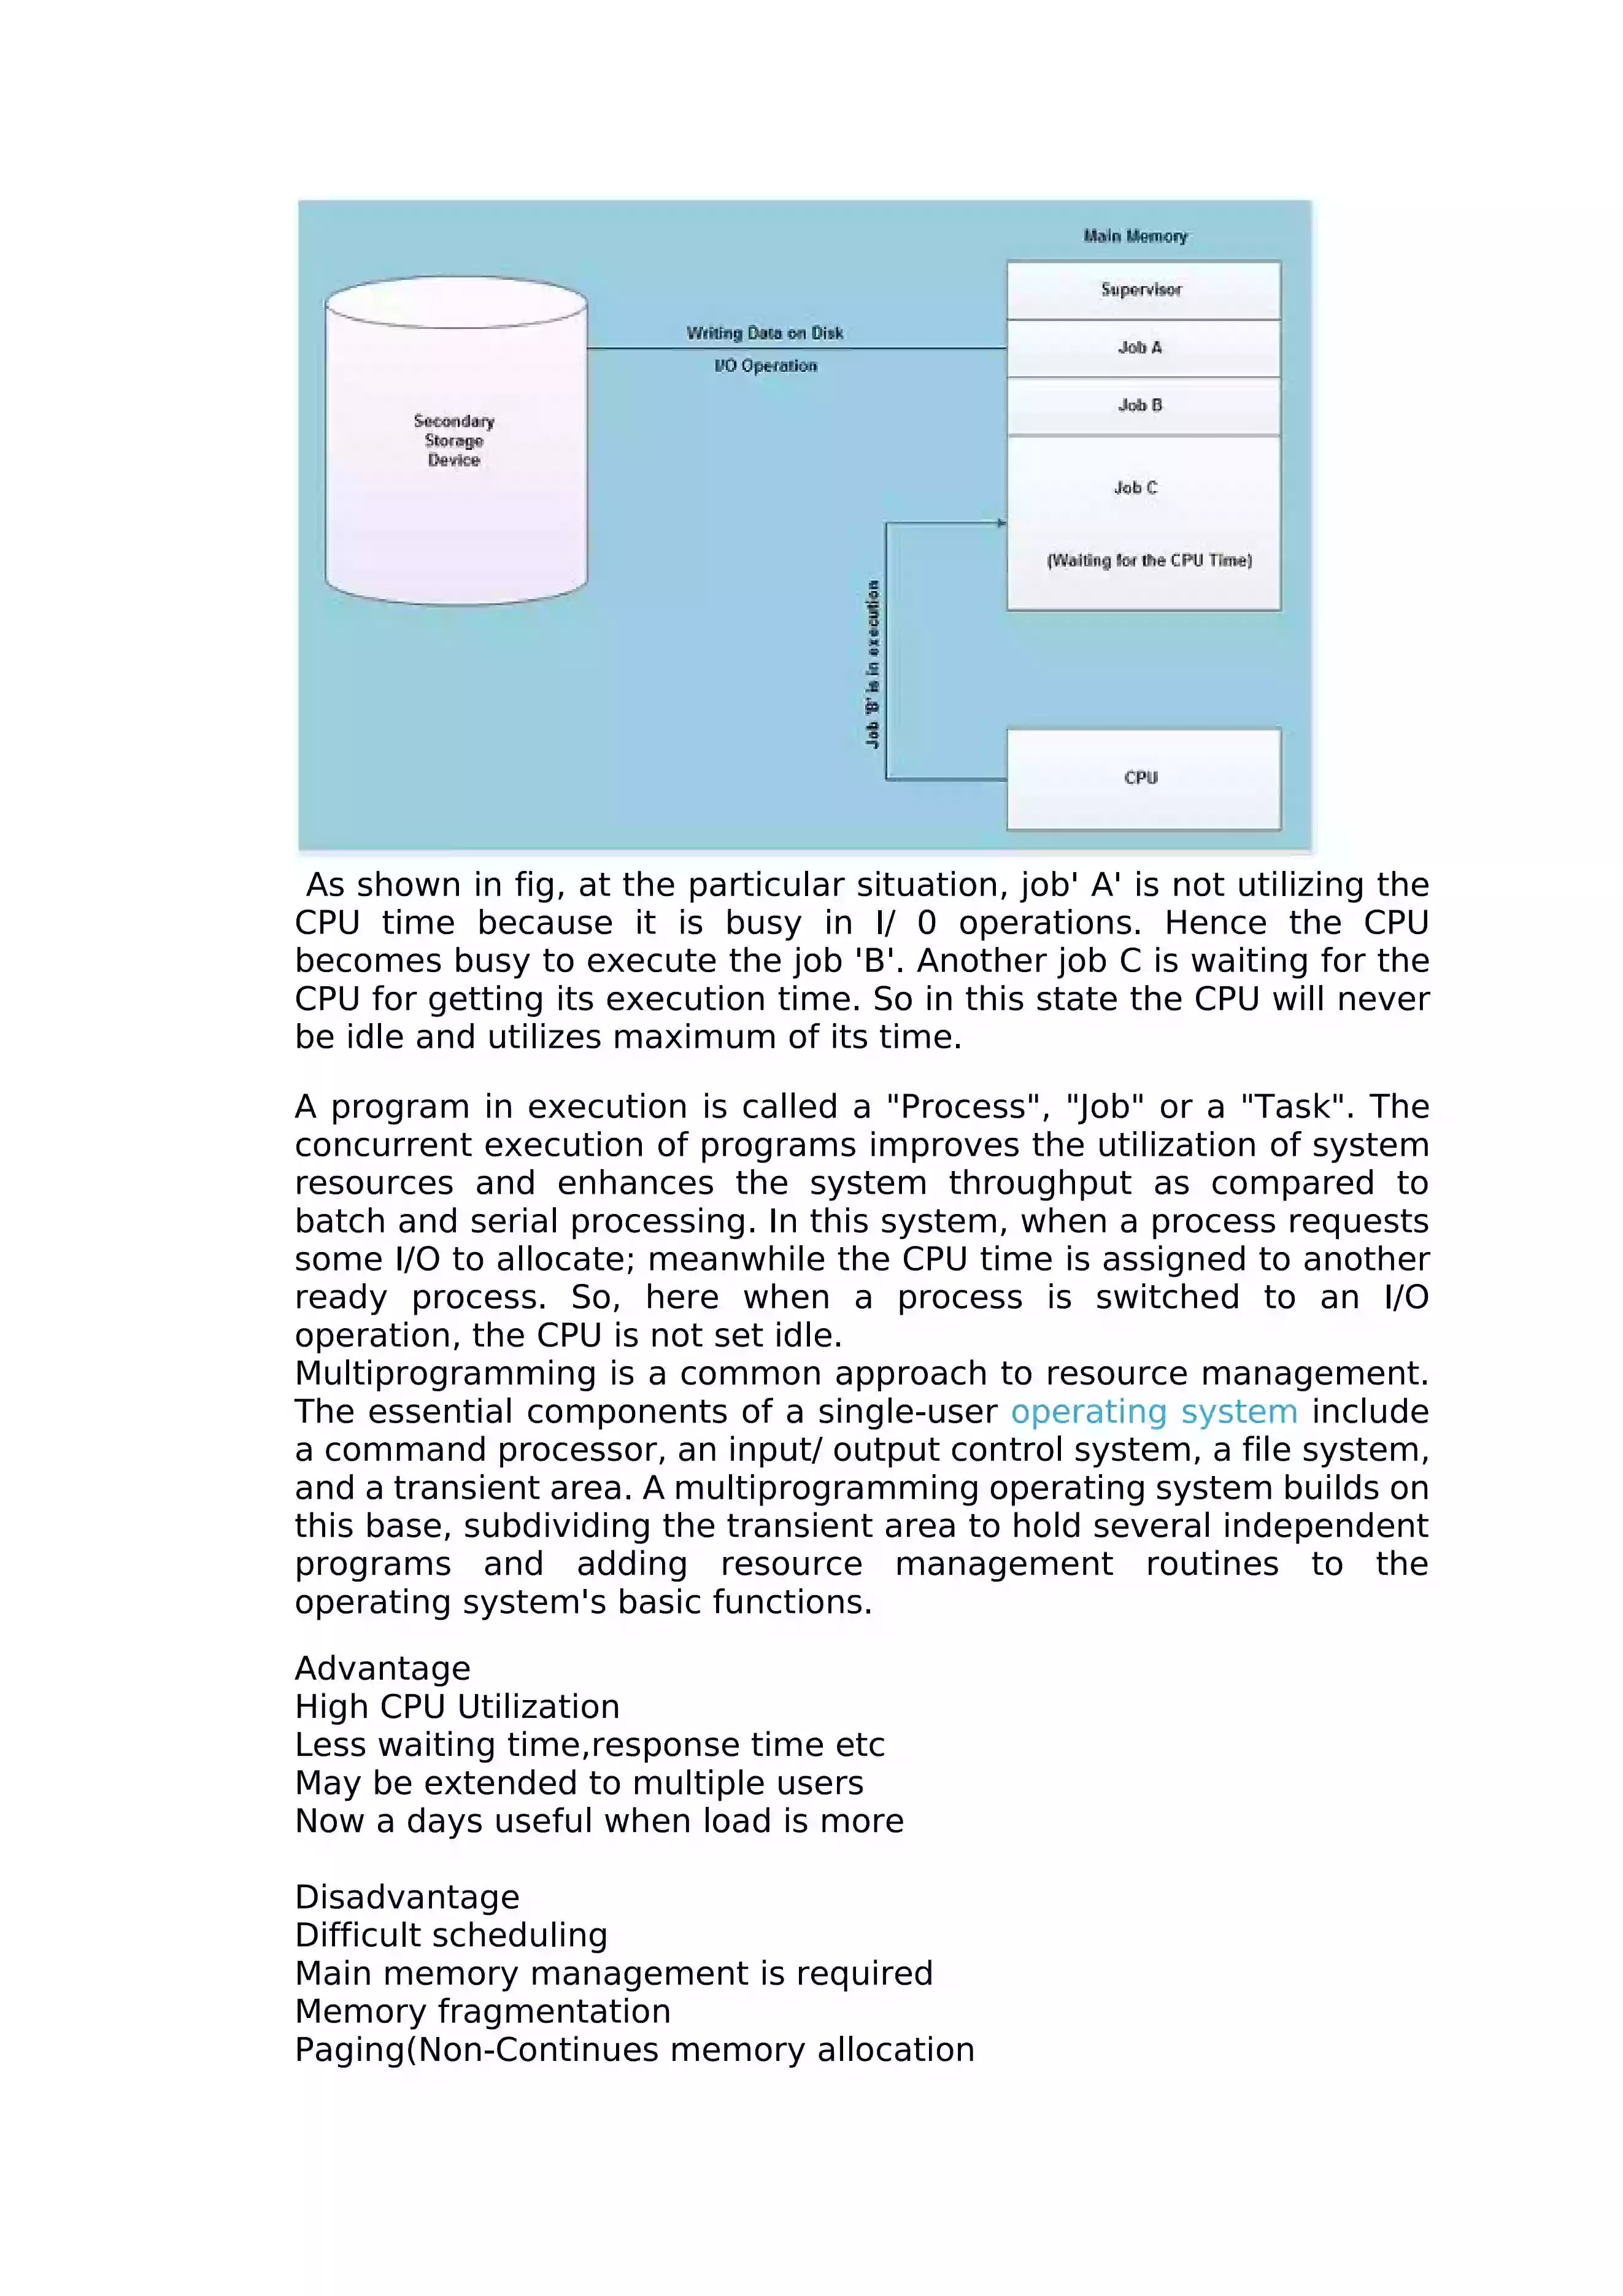 Main Memory
Supervisor
Writing Data on Disk
Job A
I/O Operation
Job B
Secondary
Storage
Device
Job C
(Waiting for the CPU Time)
Job 'B' is in execution
CPU
As shown in fig, at the particular situation, job' A' is not utilizing the
CPU time because it is busy in I/ 0 operations. Hence the CPU
becomes busy to execute the job 'B'. Another job C is waiting for the
CPU for getting its execution time. So in this state the CPU will never
be idle and utilizes maximum of its time.
A program in execution is called a "Process", "Job" or a "Task". The
concurrent execution of programs improves the utilization of system
resources and enhances the system throughput as compared to
batch and serial processing. In this system, when a process requests
some I/O to allocate; meanwhile the CPU time is assigned to another
ready process. So, here when a process is switched to an I/O
operation, the CPU is not set idle.
Multiprogramming is a common approach to resource management.
The essential components of a single-user operating system include
a command processor, an input/ output control system, a file system,
and a transient area. A multiprogramming operating system builds on
this base, subdividing the transient area to hold several independent
programs and adding resource management routines to the
operating system's basic functions.
Advantage
High CPU Utilization
Less waiting time,response time etc
May be extended to multiple users
Now a days useful when load is more
Disadvantage
Difficult scheduling
Main memory management is required
Memory fragmentation
Paging(Non-Continues memory allocation